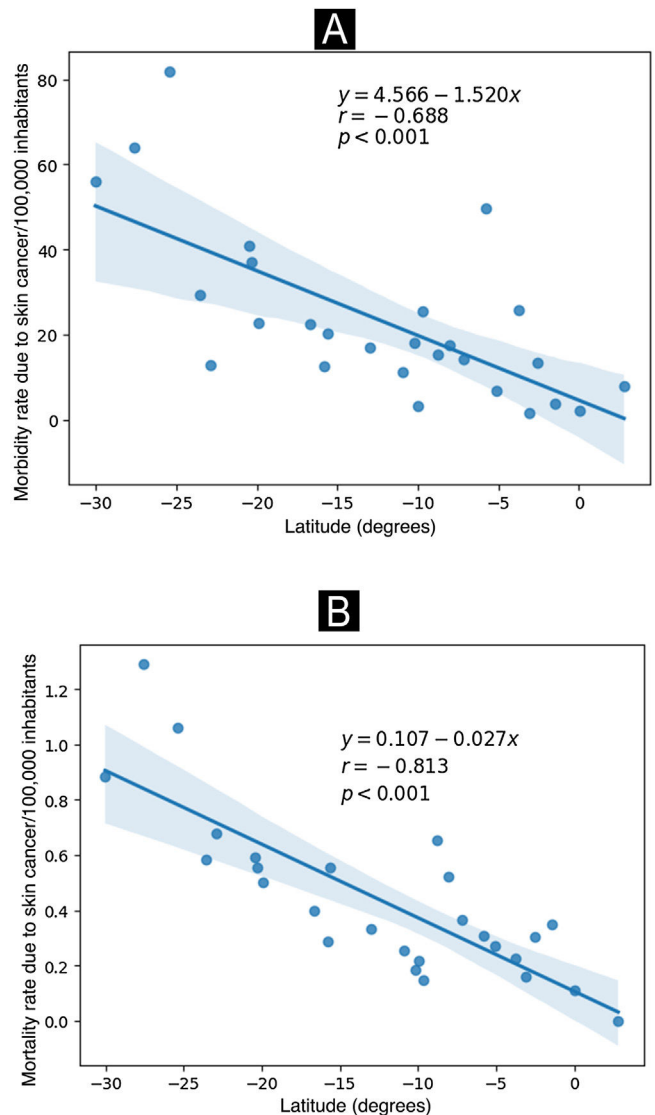 A
Morbidity rate due to skin cancer/100,000 inhabitants
80
60
40
20
0
y = 4.566 − 1.520x
r = − 0.688
p < 0.001
−30 −25 −20 −15 −10 −5 0
Latitude (degrees)
B
Mortality rate due to skin cancer/100,000 inhabitants
1.2
1.0
0.8
0.6
0.4
0.2
0.0
y = 0.107 − 0.027x
r = − 0.813
p < 0.001
−30 −25 −20 −15 −10 −5 0
Latitude (degrees)